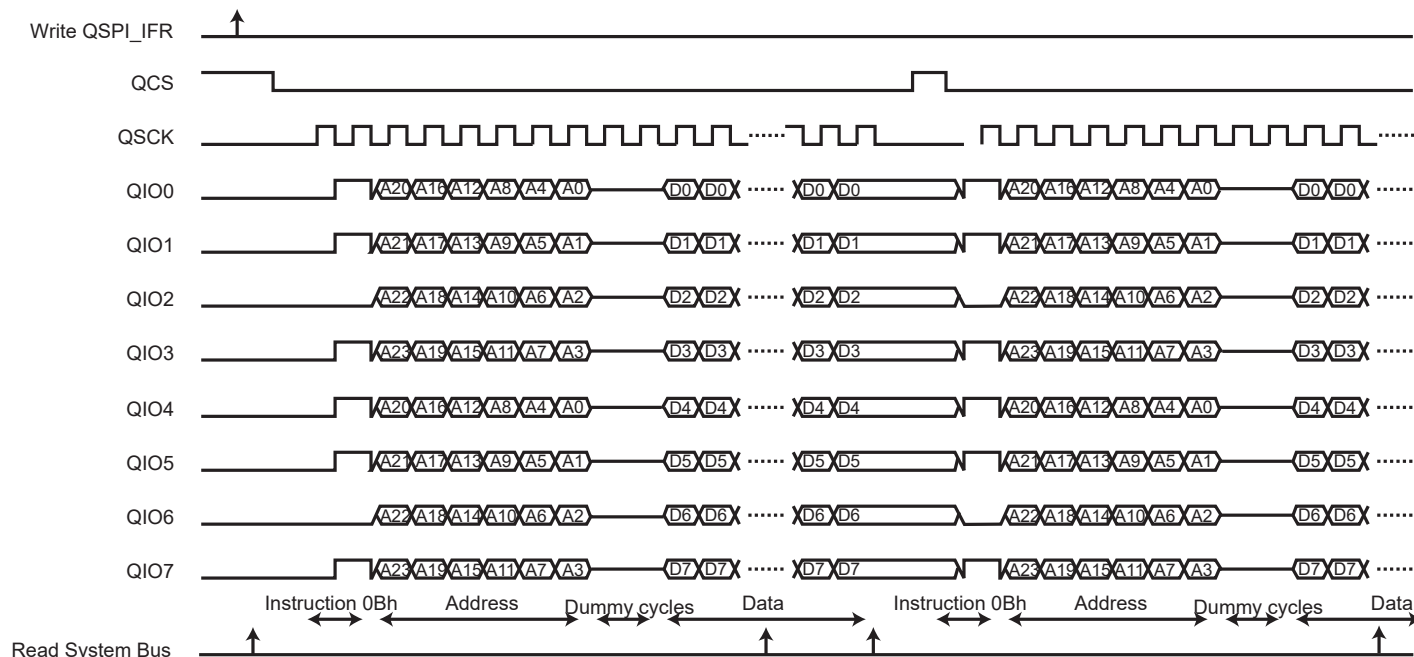 Write QSPI_IFR
QCS
QSCK
QIO0 A20 A16 A12 A8 A4 A0 D0 D0 D0 D0 A20 A16 A12 A8 A4 A0 D0 D0
QIO1 A21 A17 A13 A9 A5 A1 D1 D1 D1 D1 A21 A17 A13 A9 A5 A1 D1 D1
QIO2 A22 A18 A14 A10 A6 A2 D2 D2 D2 D2 A22 A18 A14 A10 A6 A2 D2 D2
QIO3 A23 A19 A15 A11 A7 A3 D3 D3 D3 D3 A23 A19 A15 A11 A7 A3 D3 D3
QIO4 A20 A16 A12 A8 A4 A0 D4 D4 D4 D4 A20 A16 A12 A8 A4 A0 D4 D4
QIO5 A21 A17 A13 A9 A5 A1 D5 D5 D5 D5 A21 A17 A13 A9 A5 A1 D5 D5
QIO6 A22 A18 A14 A10 A6 A2 D6 D6 D6 D6 A22 A18 A14 A10 A6 A2 D6 D6
QIO7 A23 A19 A15 A11 A7 A3 D7 D7 D7 D7 A23 A19 A15 A11 A7 A3 D7 D7
Instruction 0Bh Address Dummy cycles Data Instruction 0Bh Address Dummy cycles Data
Read System Bus